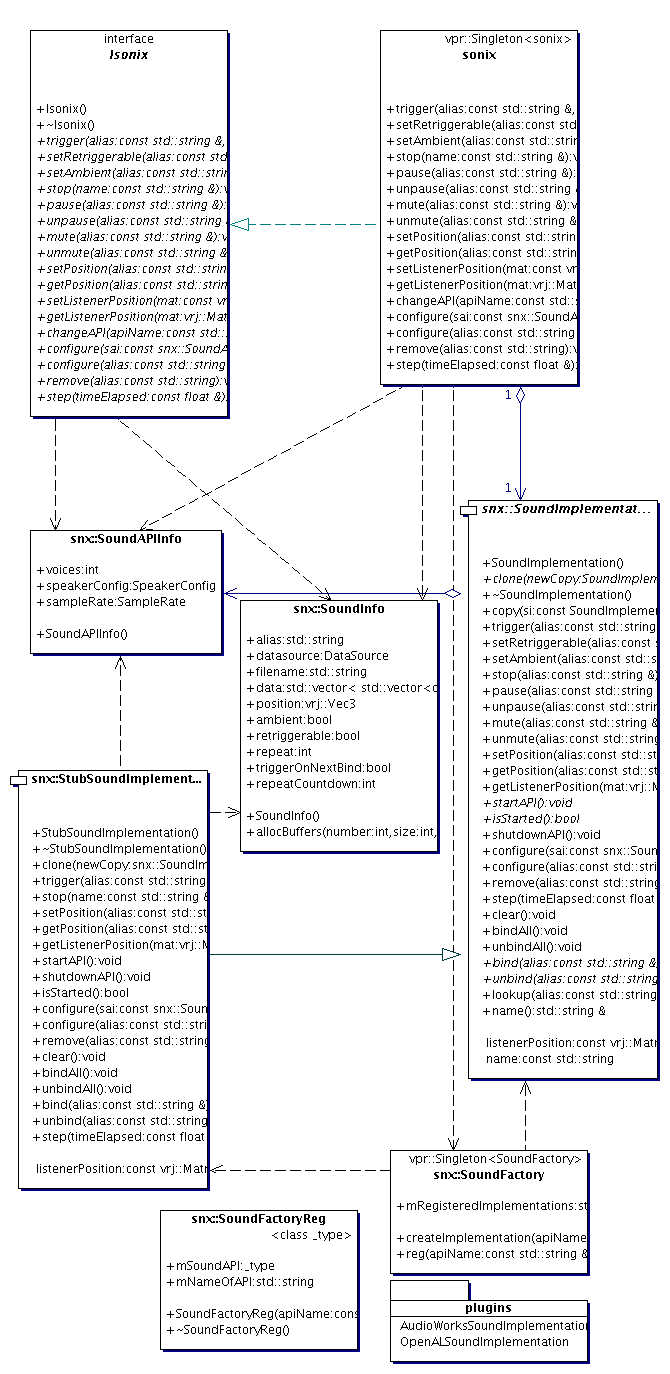 interface
Isonix
+Isonix()
+~Isonix()
+trigger(alias:const std::string &,
+setRetriggerable(alias:const std
+setAmbient(alias:const std::strin
+stop(name:const std::string &):v
+pause(alias:const std::string &):
+unpause(alias:const std::string
+mute(alias:const std::string &):v
+unmute(alias:const std::string &
+setPosition(alias:const std::strin
+getPosition(alias:const std::strin
+setListenerPosition(mat:const vr
+getListenerPosition(mat:vrj::Mat
+changeAPI(apiName:const std::
+configure(sai:const snx::SoundA
+configure(alias:const std::string
+remove(alias:const std::string):v
+step(timeElapsed:const float &)
vpr::Singleton<sonix>
sonix
+trigger(alias:const std::string &,
+setRetriggerable(alias:const std
+setAmbient(alias:const std::strin
+stop(name:const std::string &):v
+pause(alias:const std::string &):
+unpause(alias:const std::string
+mute(alias:const std::string &):v
+unmute(alias:const std::string &
+setPosition(alias:const std::strin
+getPosition(alias:const std::strin
+setListenerPosition(mat:const vr
+getListenerPosition(mat:vrj::Mat
+changeAPI(apiName:const std::
+configure(sai:const snx::SoundA
+configure(alias:const std::string
+remove(alias:const std::string):v
+step(timeElapsed:const float &):
1
1
snx::SoundAPIInfo
+voices:int
+speakerConfig:SpeakerConfig
+sampleRate:SampleRate
+SoundAPIInfo()
snx::SoundInfo
+alias:std::string
+datasource:DataSource
+filename:std::string
+data:std::vector< std::vector<c
+position:vrj::Vec3
+ambient:bool
+retriggerable:bool
+repeat:int
+triggerOnNextBind:bool
+repeatCountdown:int
+SoundInfo()
+allocBuffers(number:int,size:int,
snx::SoundImplementat...
+SoundImplementation()
+clone(newCopy:SoundImplem
+~SoundImplementation()
+copy(si:const SoundImplemen
+trigger(alias:const std::string
+setRetriggerable(alias:const s
+setAmbient(alias:const std::st
+stop(alias:const std::string &)
+pause(alias:const std::string
+unpause(alias:const std::strin
+mute(alias:const std::string &
+unmute(alias:const std::string
+setPosition(alias:const std::st
+getPosition(alias:const std::st
+getListenerPosition(mat:vrj::M
+startAPI():void
+isStarted():bool
+shutdownAPI():void
+configure(sai:const snx::Soun
+configure(alias:const std::stri
+remove(alias:const std::string
+step(timeElapsed:const float
+clear():void
+bindAll():void
+unbindAll():void
+bind(alias:const std::string &
+unbind(alias:const std::string
+lookup(alias:const std::string
+name():std::string &
listenerPosition:const vrj::Matr
name:const std::string
snx::StubSoundImplement...
+StubSoundImplementation()
+~StubSoundImplementation()
+clone(newCopy:snx::SoundIm
+trigger(alias:const std::string
+stop(name:const std::string &
+setPosition(alias:const std::st
+getPosition(alias:const std::st
+getListenerPosition(mat:vrj::M
+startAPI():void
+shutdownAPI():void
+isStarted():bool
+configure(sai:const snx::Soun
+configure(alias:const std::stri
+remove(alias:const std::string
+clear():void
+bindAll():void
+unbindAll():void
+bind(alias:const std::string &)
+unbind(alias:const std::string
+step(timeElapsed:const float
listenerPosition:const vrj::Matr
vpr::Singleton<SoundFactory>
snx::SoundFactory
+mRegisteredImplementations:st
+createImplementation(apiName
+reg(apiName:const std::string &
snx::SoundFactoryReg
<class _type>
+mSoundAPI:_type
+mNameOfAPI:std::string
+SoundFactoryReg(apiName:cons
+~SoundFactoryReg()
plugins
AudioWorksSoundImplementation
OpenALSoundImplementation